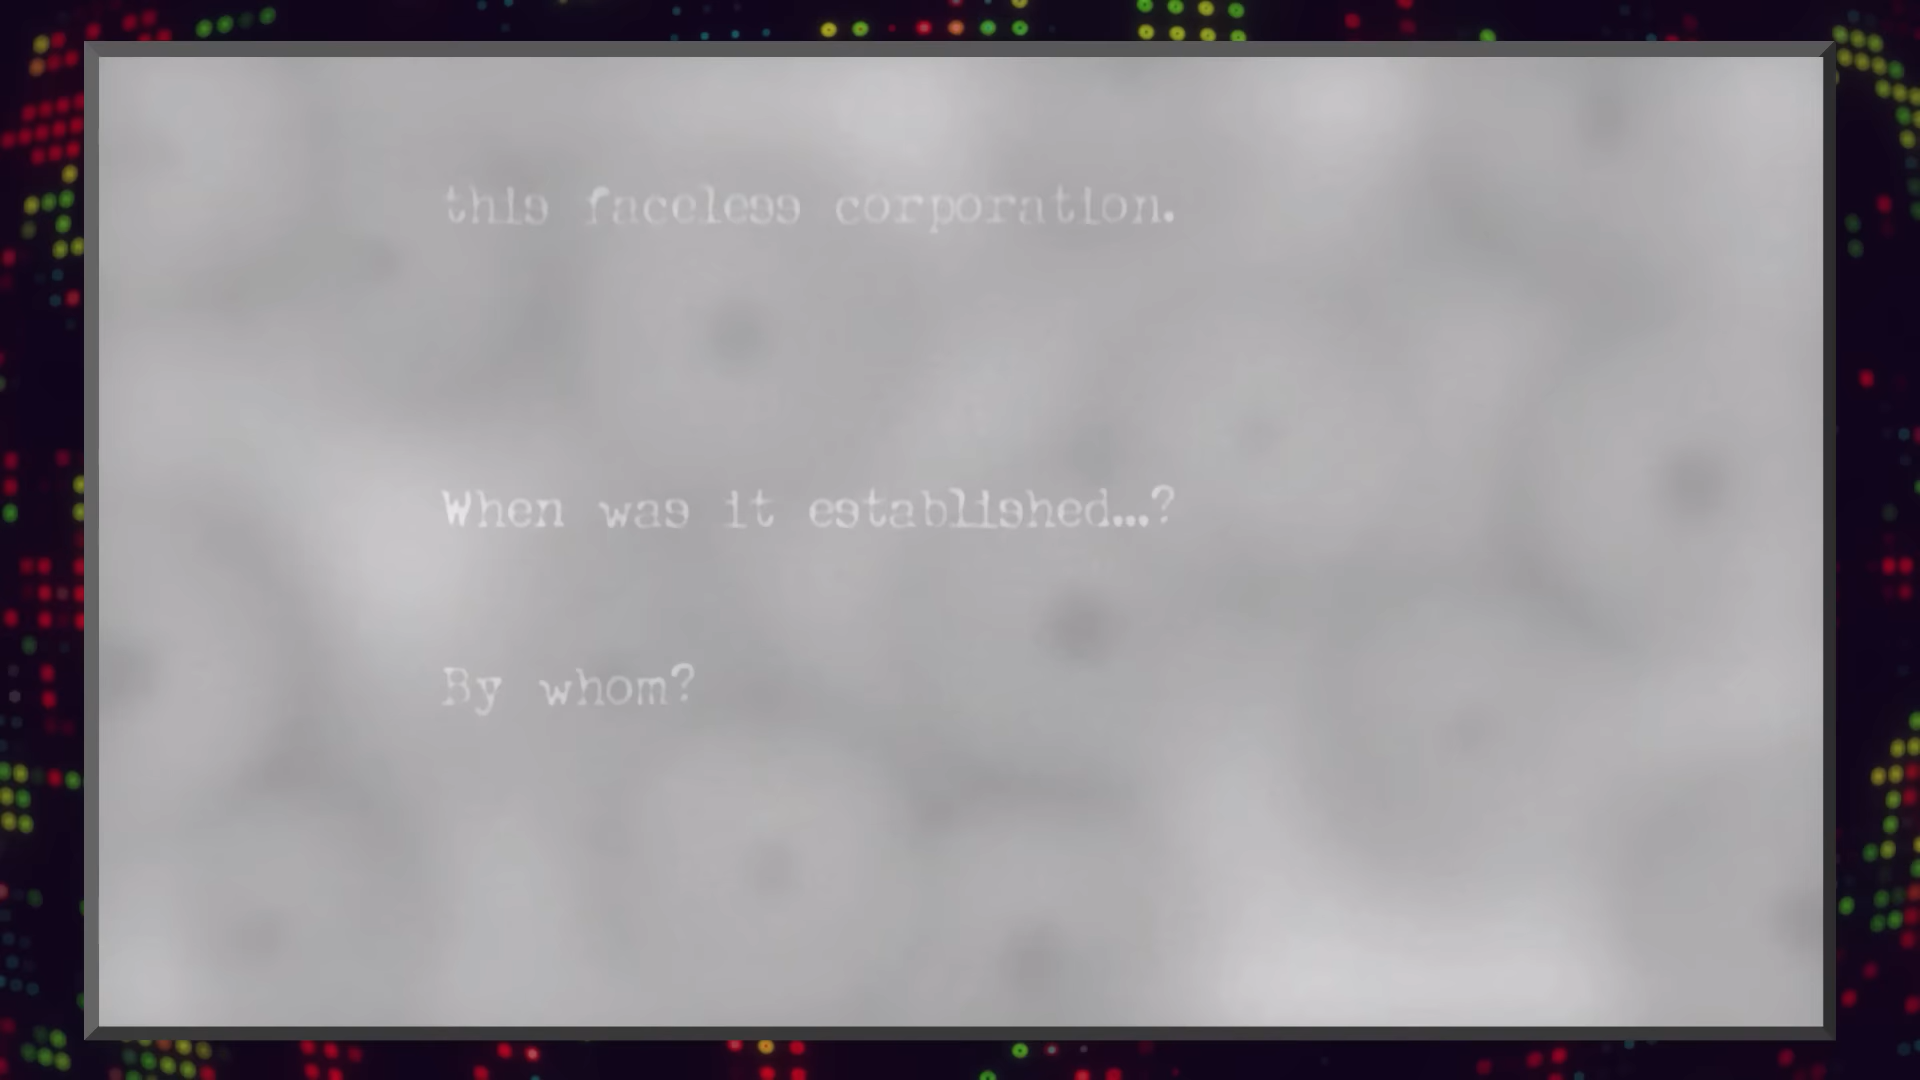 this faceless corporation.
When was it established...?
By whom?